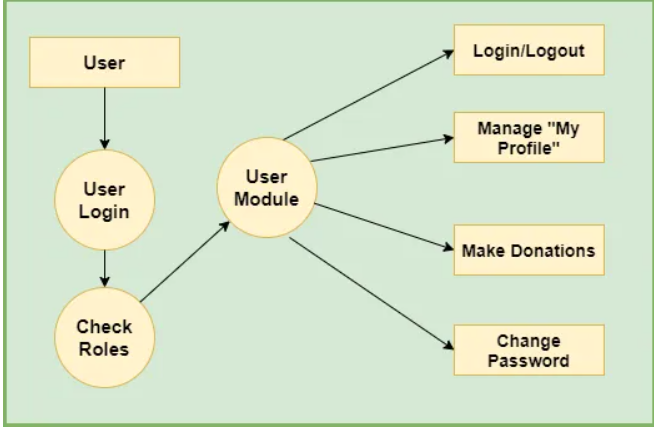 User
User
Login
Check
Roles
User
Module
Login/Logout
Manage "My
Profile"
Make Donations
Change
Password